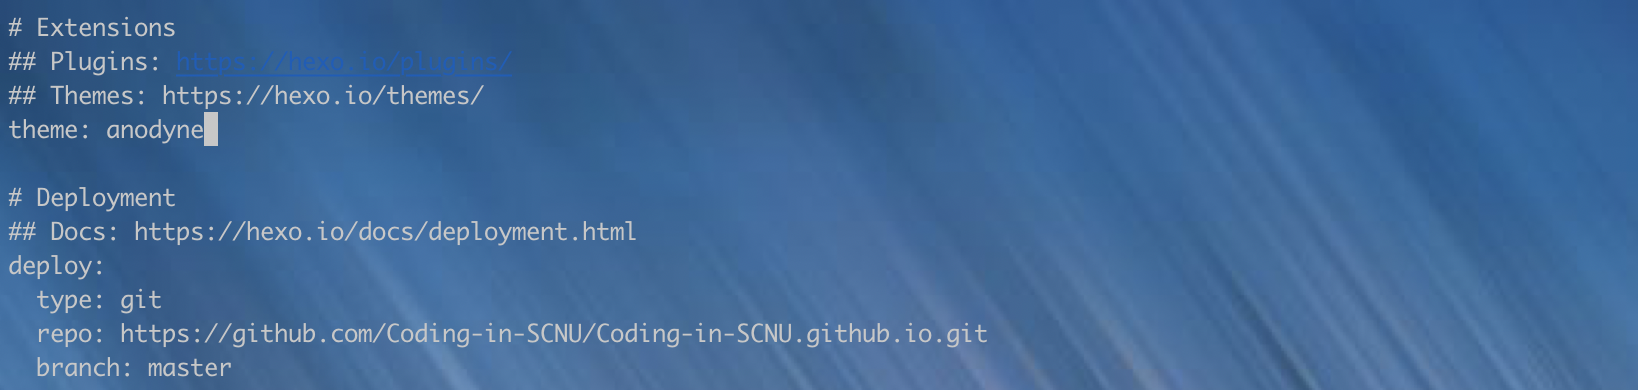 # Extensions
## Plugins: https://hexo.io/plugins/
## Themes: https://hexo.io/themes/
theme: anodyne
# Deployment
## Docs: https://hexo.io/docs/deployment.html
deploy:
type: git
repo: https://github.com/Coding-in-SCNU/Coding-in-SCNU.github.io.git
branch: master